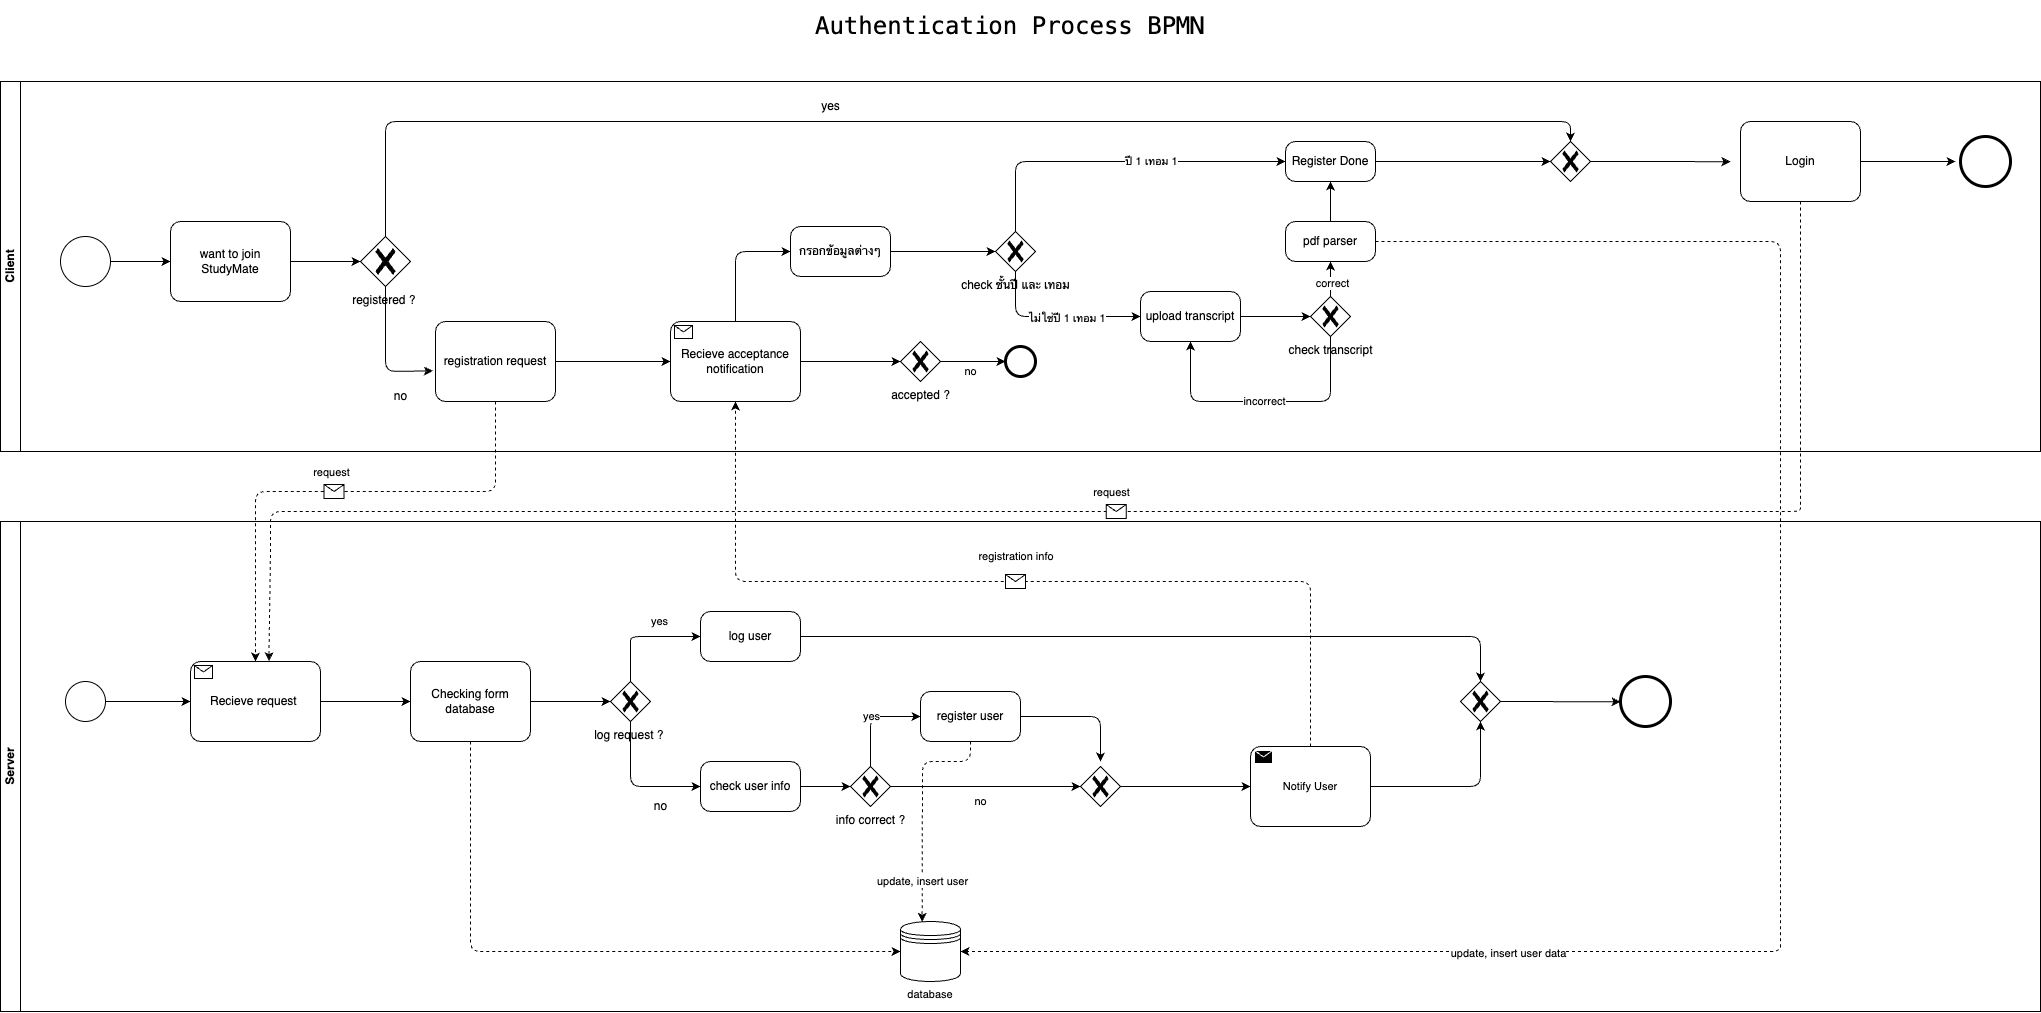 Authentication Process BPMN
Client
yes
want to join
StudyMate
registered ?
no
registration request
Recieve acceptance
notification
กรอกข้อมูลต่างๆ
accepted ?
no
check ชั้นปี และ เทอม
ปี 1 เทอม 1
ไม่ใช่ปี 1 เทอม 1
upload transcript
check transcript
incorrect
correct
pdf parser
Register Done
Login
request
request
registration info
Server
Recieve request
Checking form
database
log request ?
yes
log user
no
check user info
info correct ?
yes
register user
no
Notify User
update, insert user
update, insert user data
database